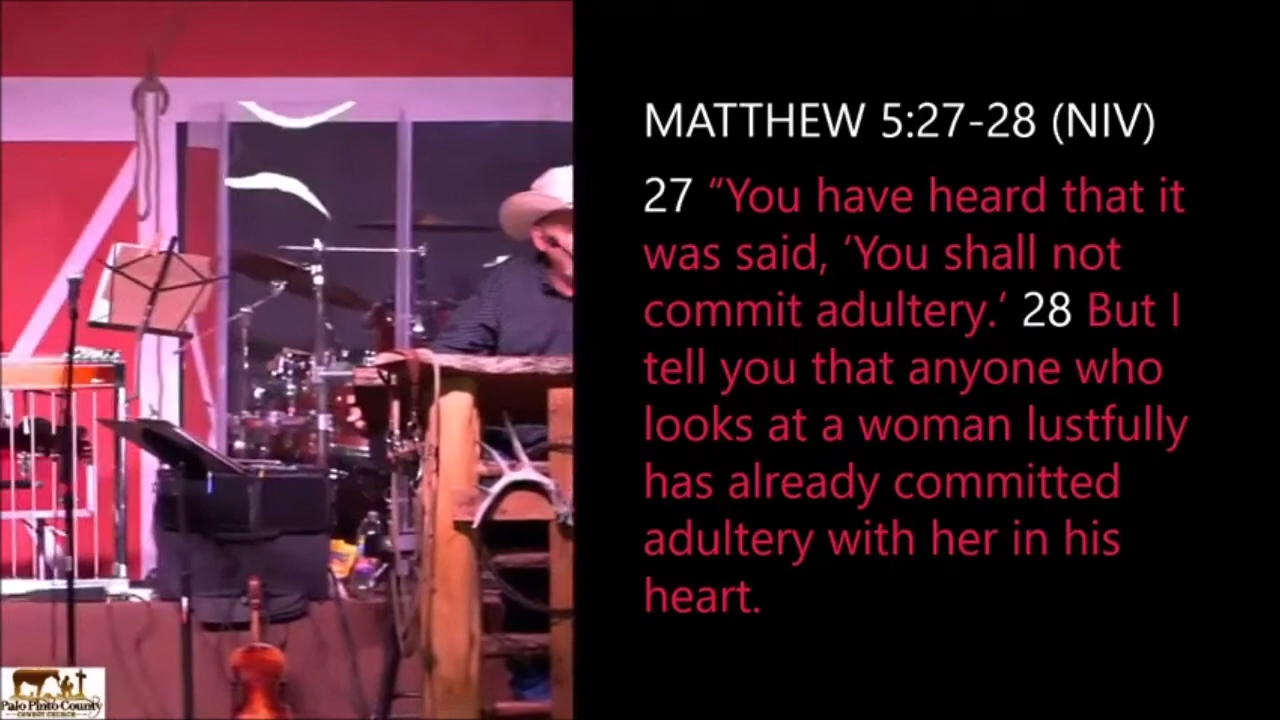 MATTHEW 5:27-28 (NIV)
27 “You have heard that it
was said, ‘You shall not
commit adultery.’ 28 But I
tell you that anyone who
looks at a woman lustfully
has already committed
adultery with her in his
heart.
Palo Pinto County
COWBOY CHURCH